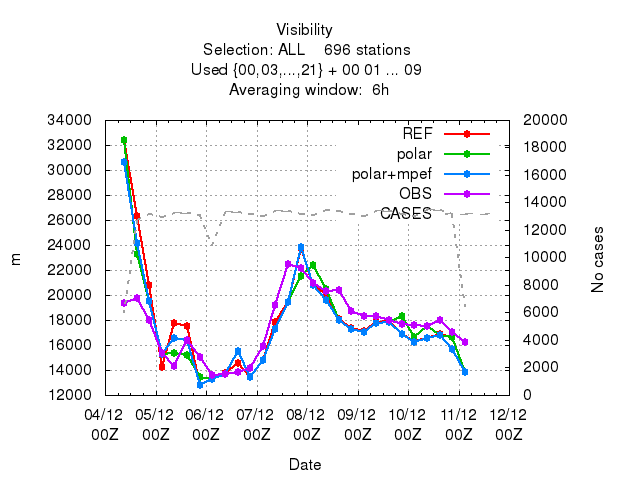 Visibility
Selection: ALL    696 stations
Used {00,03,...,21} + 00 01 ... 09
Averaging window:  6h
34000
32000
30000
28000
26000
24000
22000
20000
18000
16000
14000
12000
m
20000
18000
16000
14000
12000
10000
8000
6000
4000
2000
0
No cases
REF
polar
polar+mpef
OBS
CASES
04/12 05/12 06/12 07/12 08/12 09/12 10/12 11/12 12/12
00Z 00Z 00Z 00Z 00Z 00Z 00Z 00Z 00Z
Date